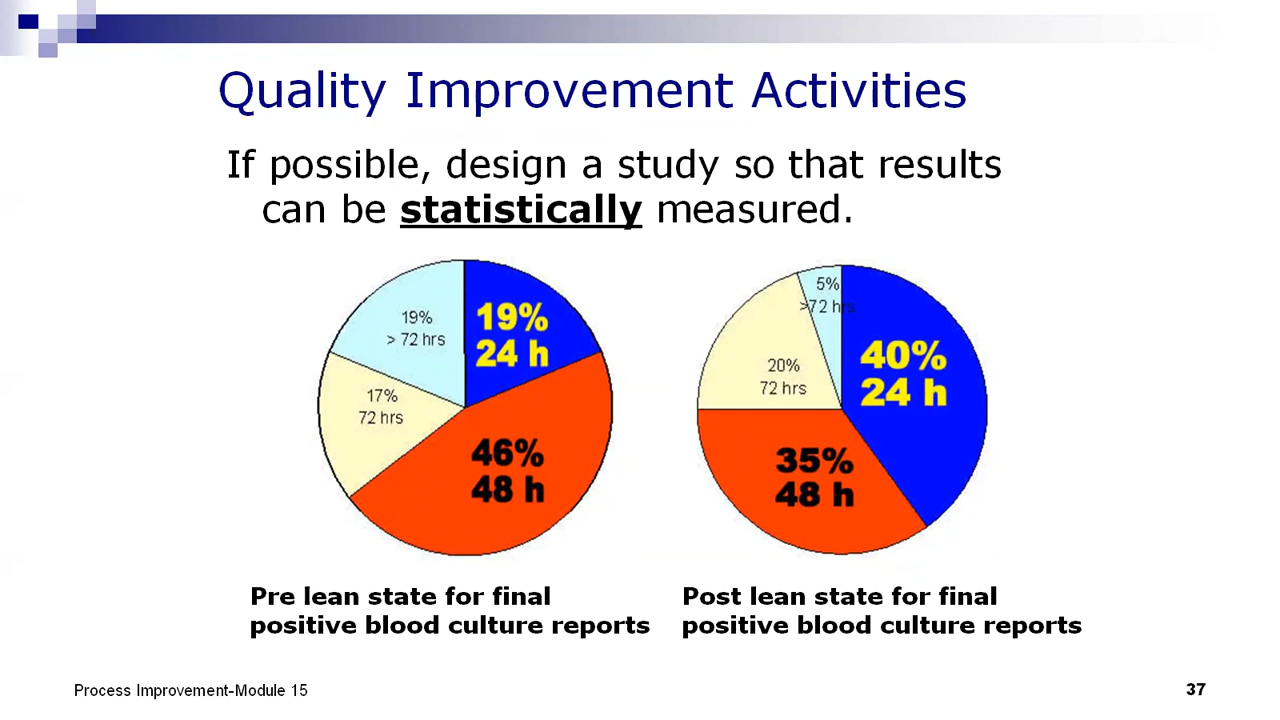 Quality Improvement Activities
If possible, design a study so that results
can be statistically measured.
19%
> 72 hrs
19%
24 h
17%
72 hrs
46%
48 h
5%
>72 hrs
40%
24 h
20%
72 hrs
35%
48 h
Pre lean state for final
positive blood culture reports
Post lean state for final
positive blood culture reports
Process Improvement-Module 15
37